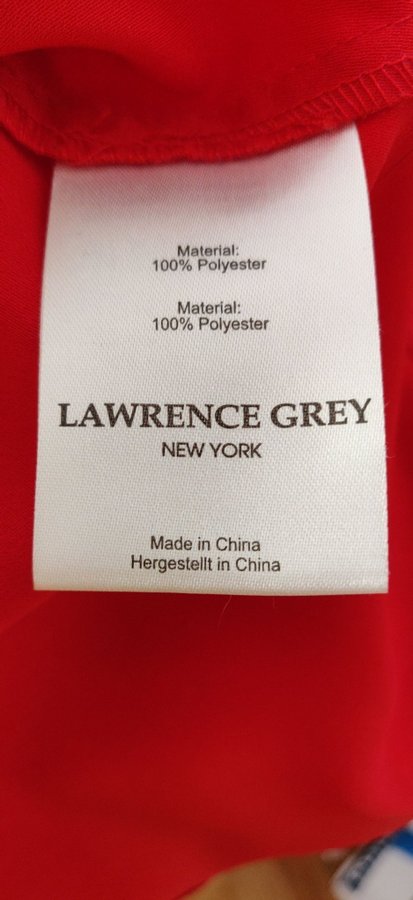 Material:
100% Polyester
Material:
100% Polyester
LAWRENCE GREY
NEW YORK
Made in China
Hergestellt in China